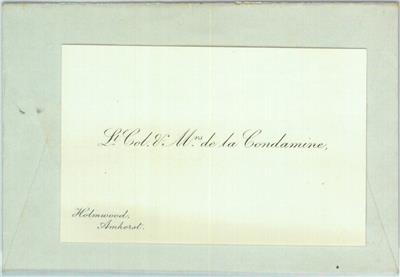 Lt. Col. & Mrs. de la Condamine,
Holmwood,
Amherst.